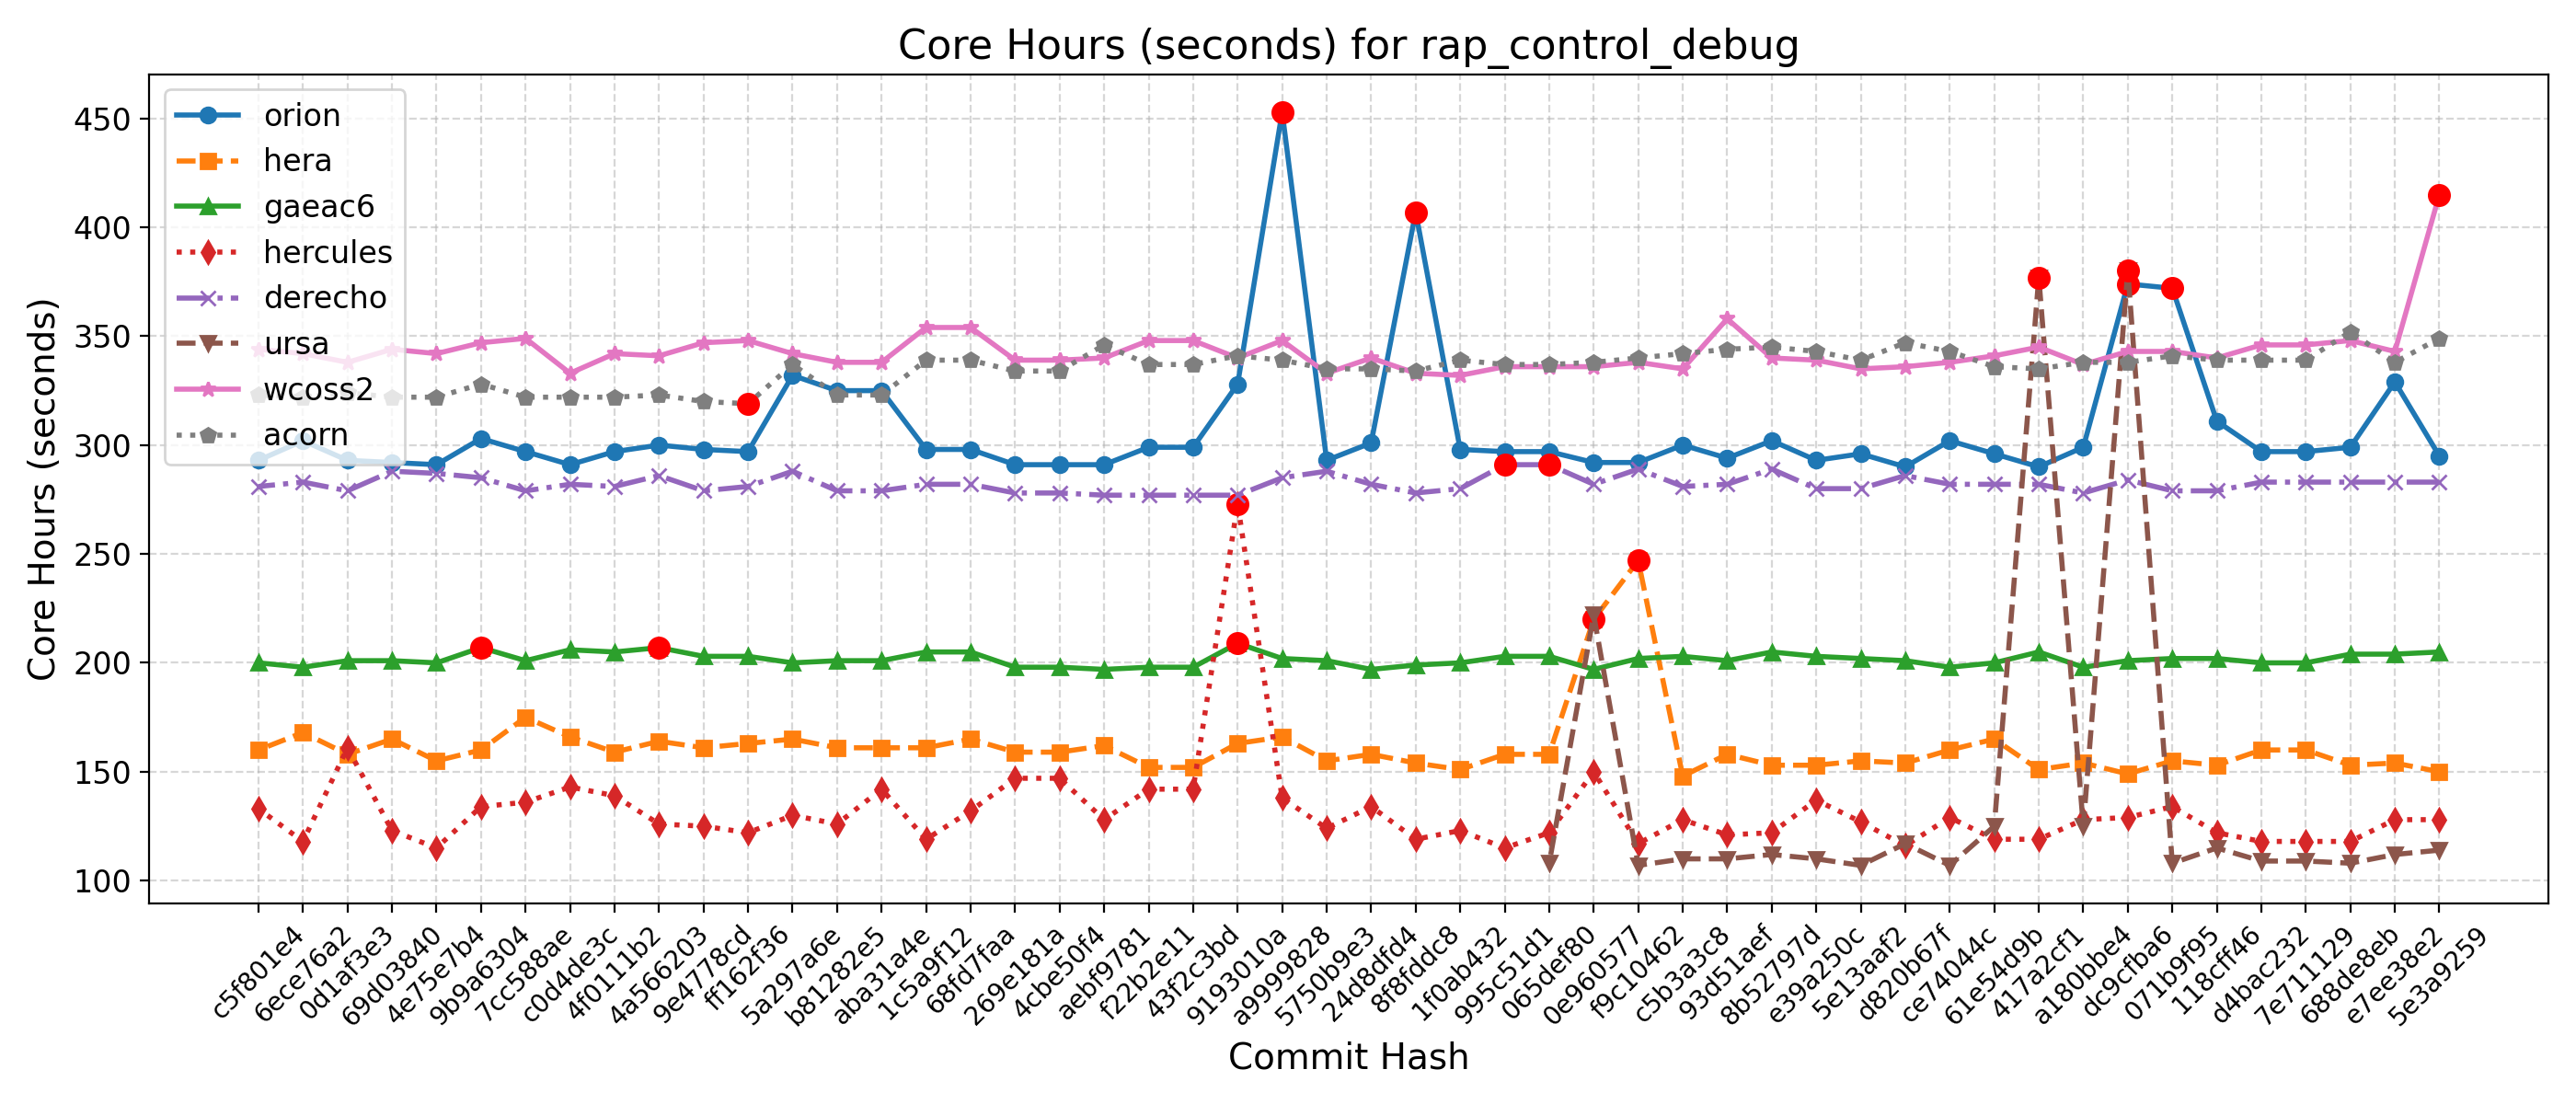 Core Hours (seconds) for rap_control_debug
Core Hours (seconds)
450
400
350
300
250
200
150
100
orion
hera
gaeac6
hercules
derecho
ursa
wcoss2
acorn
c5f801e4
6ece76a2
0d1af3e3
69d03840
4e75e7b4
9b9a6304
7cc588ae
c0d4de3c
4f0111b2
4a566203
9e4778cd
ff162f36
5a297a6e
b81282e5
aba31a4e
1c5a9f12
68fd7faa
269e181a
4cbe50f4
aebf9781
f22b2e11
43f2c3bd
9193010a
a9999828
5750b9e3
24d8dfd4
8f8fddc8
1f0ab432
995c51d1
065def80
0e960577
f9c10462
c5b3a3c8
93d51aef
8b52797d
e39a250c
5e13aaf2
d820b67f
ce74044c
61e54d9b
417a2cf1
a180bbe4
dc9cfba6
071b9f95
118cff46
d4bac232
7e711129
688de8eb
e7ee38e2
5e3a9259
Commit Hash